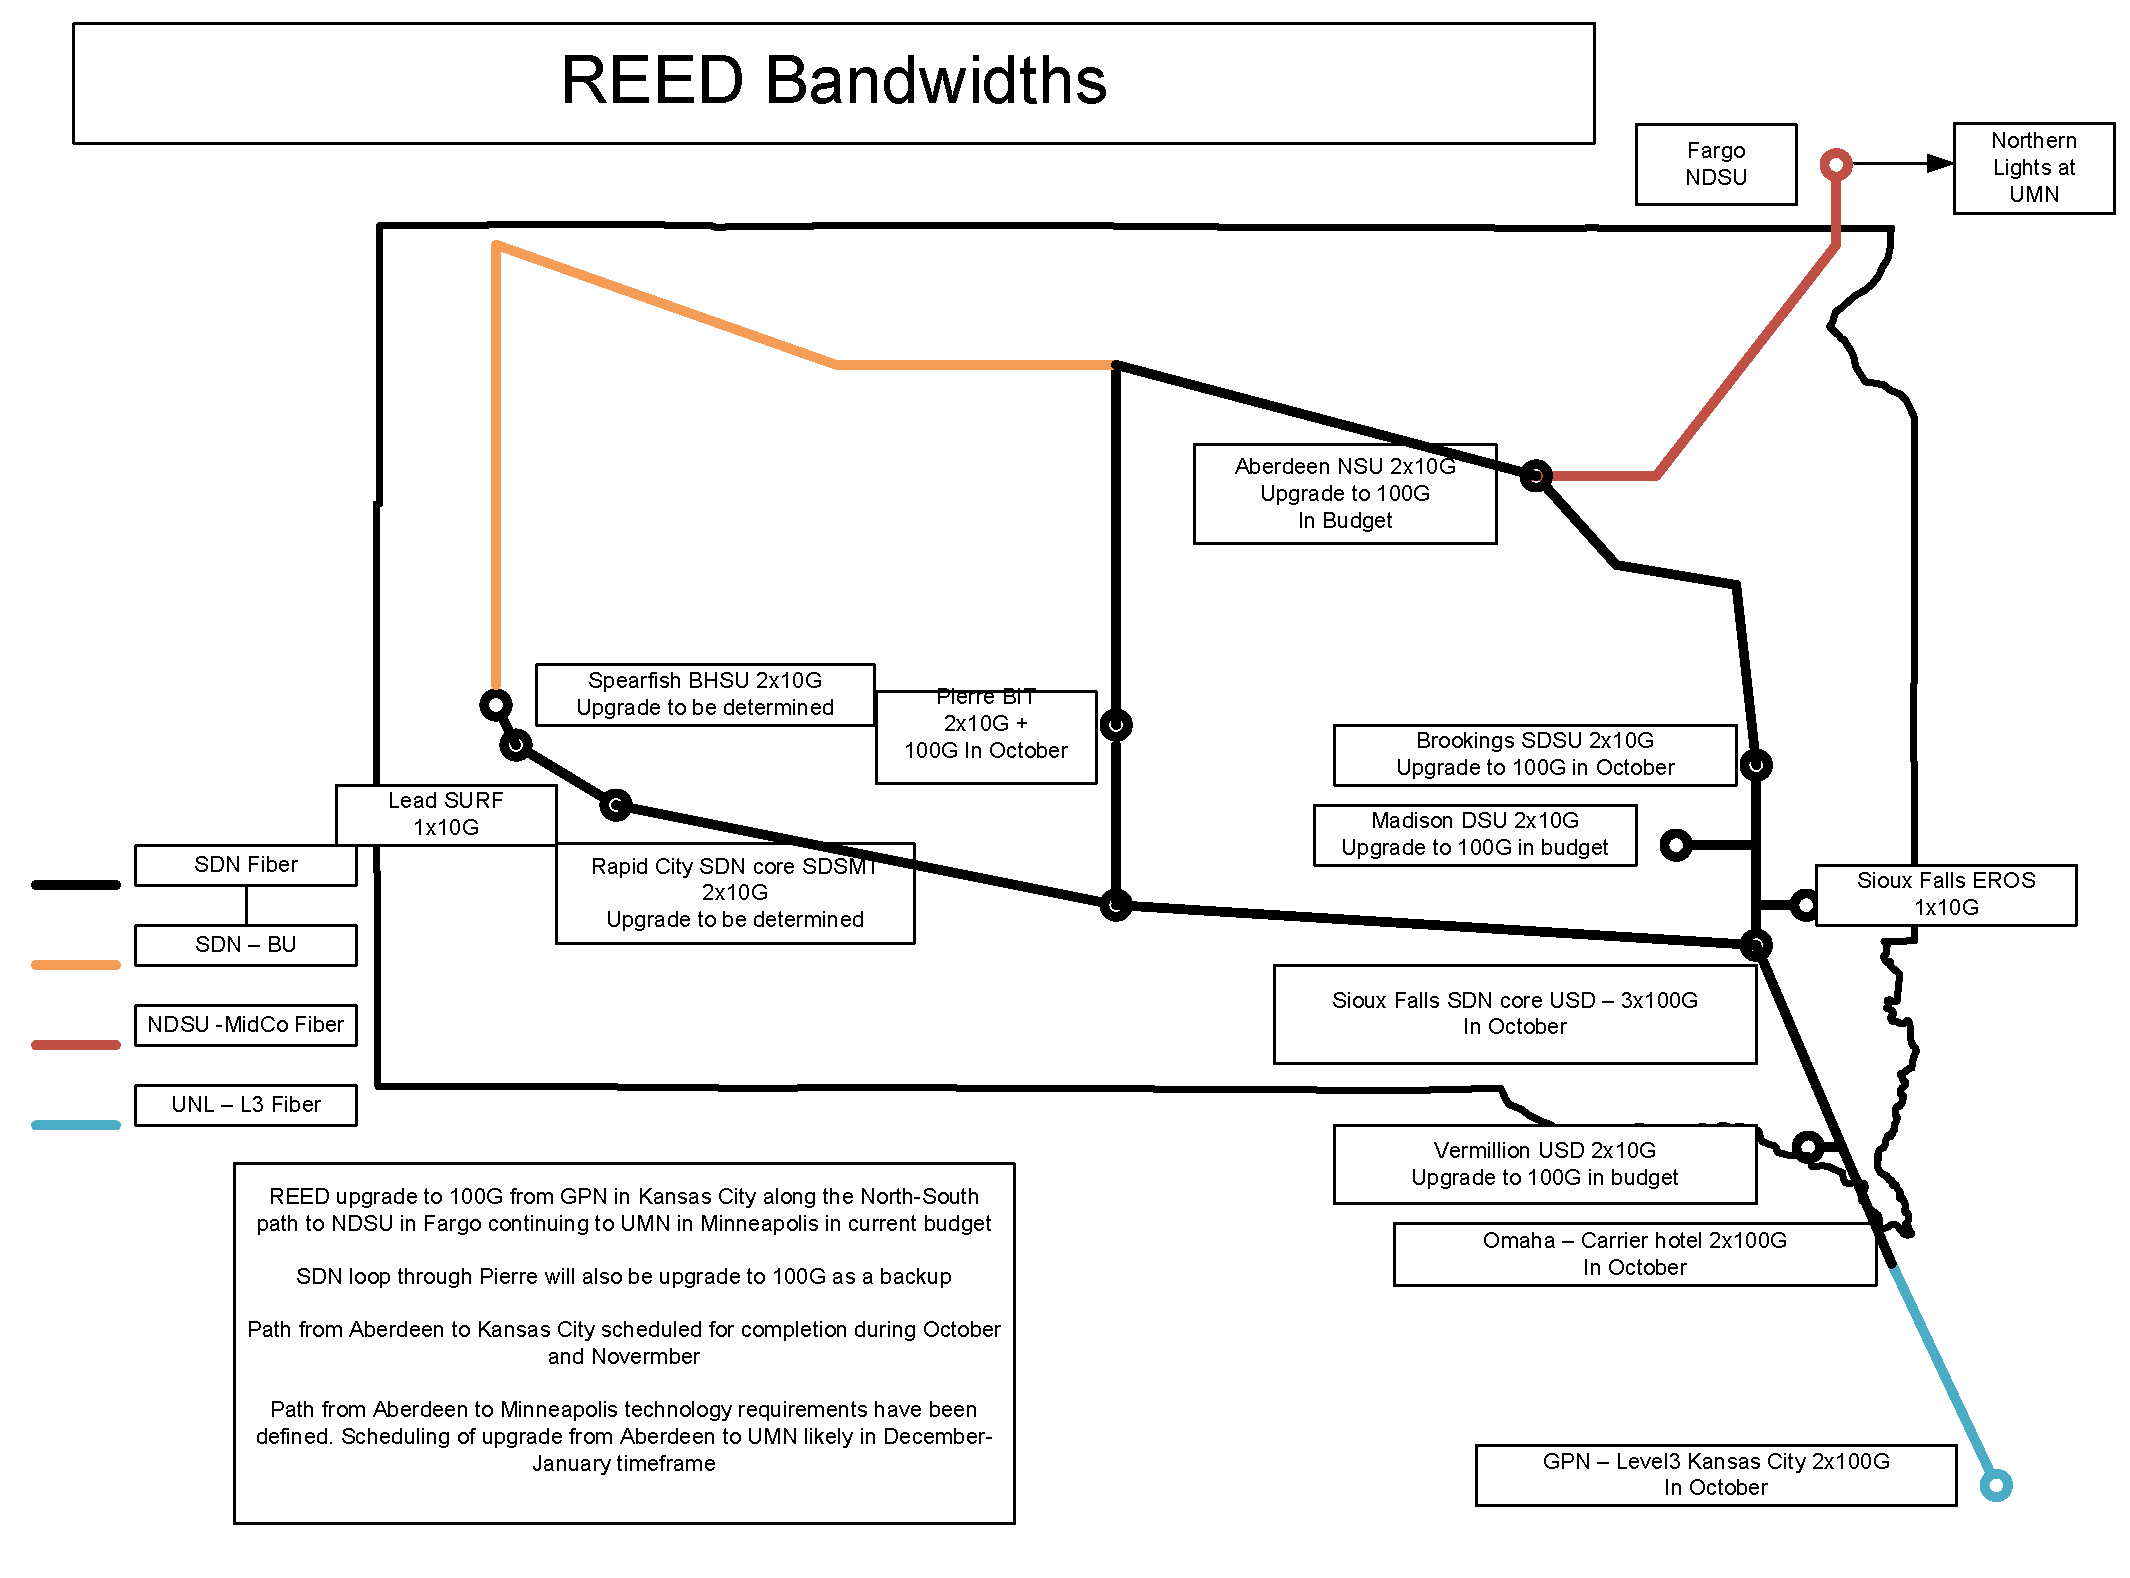 REED Bandwidths
Fargo
NDSU
Northern
Lights at
UMN
Aberdeen NSU 2x10G
Upgrade to 100G
In Budget
Spearfish BHSU 2x10G
Upgrade to be determined
Pierre BIT
2x10G +
100G In October
Brookings SDSU 2x10G
Upgrade to 100G in October
Lead SURF
1x10G
Madison DSU 2x10G
Upgrade to 100G in budget
Rapid City SDN core SDSMT
2x10G
Upgrade to be determined
Sioux Falls EROS
1x10G
SDN Fiber
SDN – BU
NDSU -MidCo Fiber
UNL – L3 Fiber
Sioux Falls SDN core USD – 3x100G
In October
Vermillion USD 2x10G
Upgrade to 100G in budget
Omaha – Carrier hotel 2x100G
In October
GPN – Level3 Kansas City 2x100G
In October
REED upgrade to 100G from GPN in Kansas City along the North-South
path to NDSU in Fargo continuing to UMN in Minneapolis in current budget
SDN loop through Pierre will also be upgrade to 100G as a backup
Path from Aberdeen to Kansas City scheduled for completion during October
and Novermber
Path from Aberdeen to Minneapolis technology requirements have been
defined. Scheduling of upgrade from Aberdeen to UMN likely in December-
January timeframe